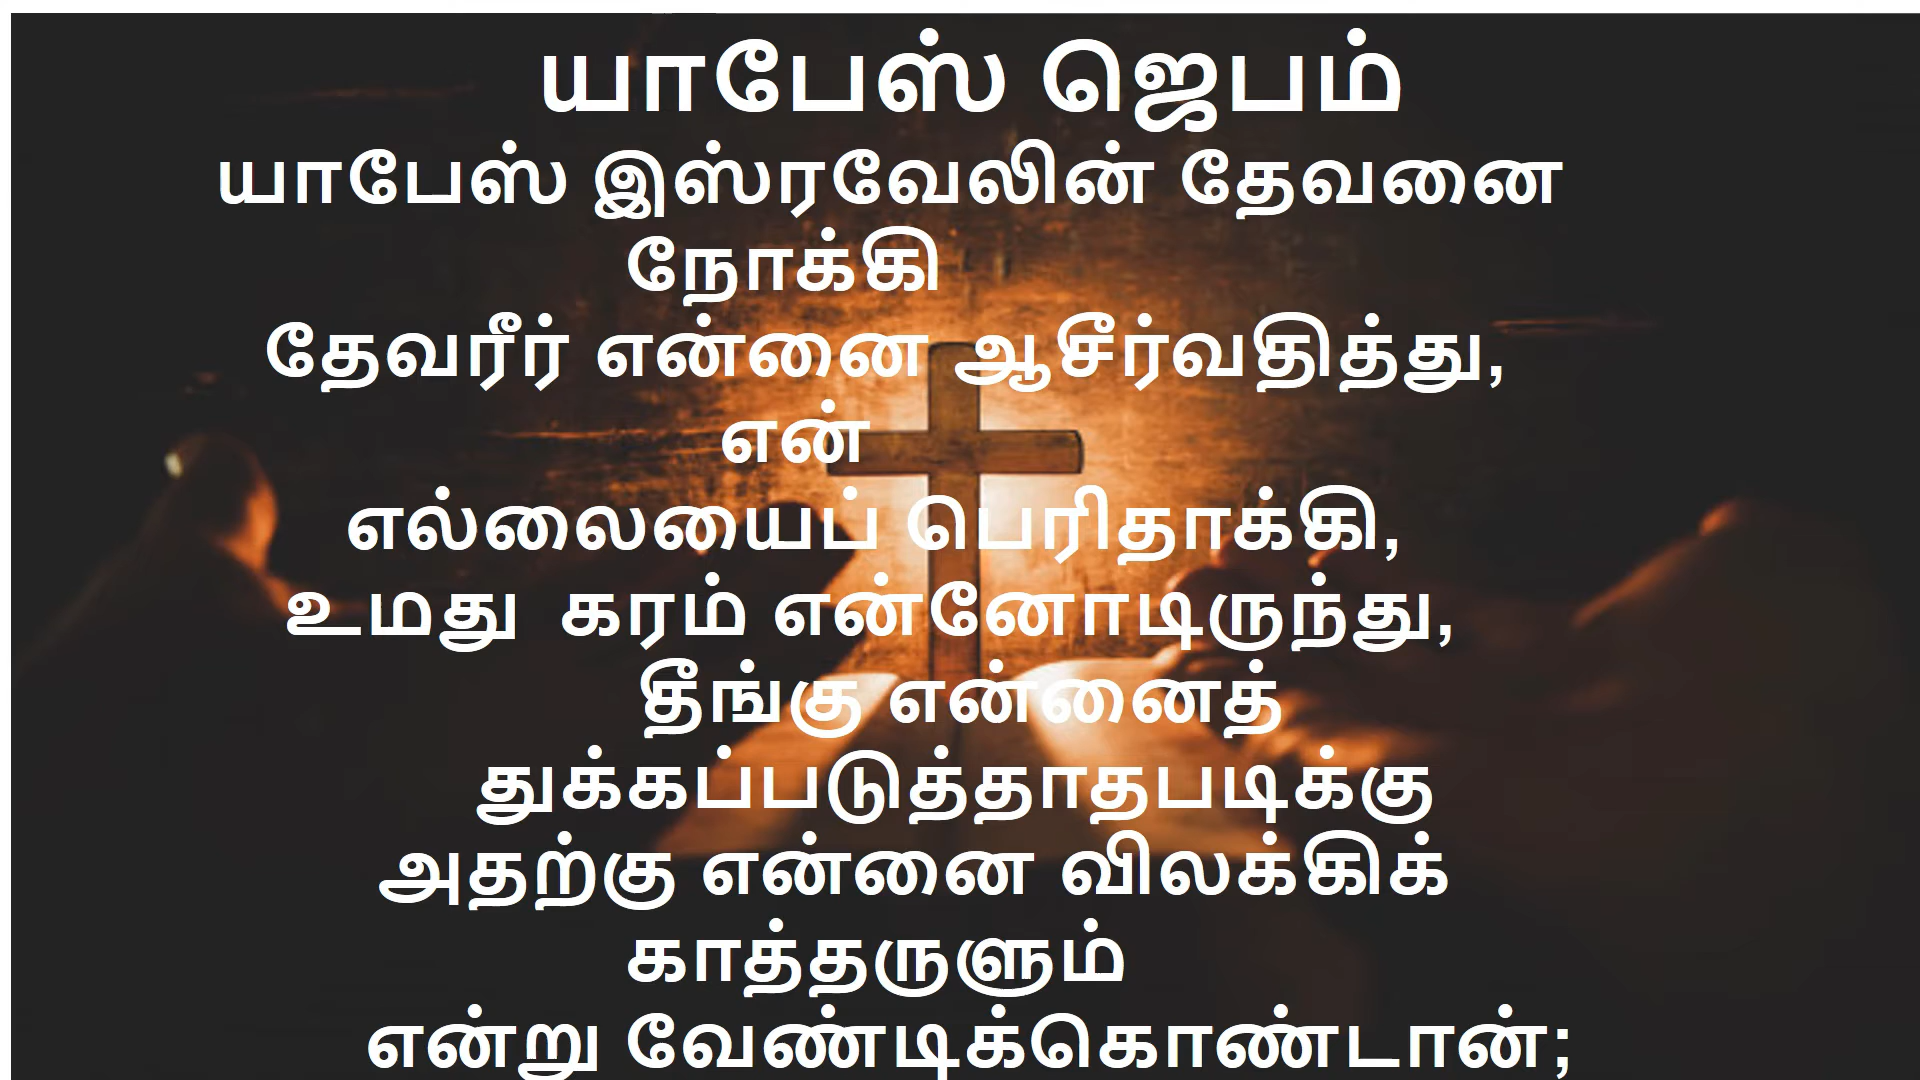 யாபேஸ் ஜெபம்
யாபேஸ் இஸ்ரவேலின் தேவனை
நோக்கி
தேவரீர் என்னை ஆசீர்வதித்து,
என்
எல்லையைப் பெரிதாக்கி,
உமது கரம் என்னோடிருந்து,
தீங்கு என்னைத்
துக்கப்படுத்தாதபடிக்கு
அதற்கு என்னை விலக்கிக்
காத்தருளும்
என்று வேண்டிக்கொண்டான்;